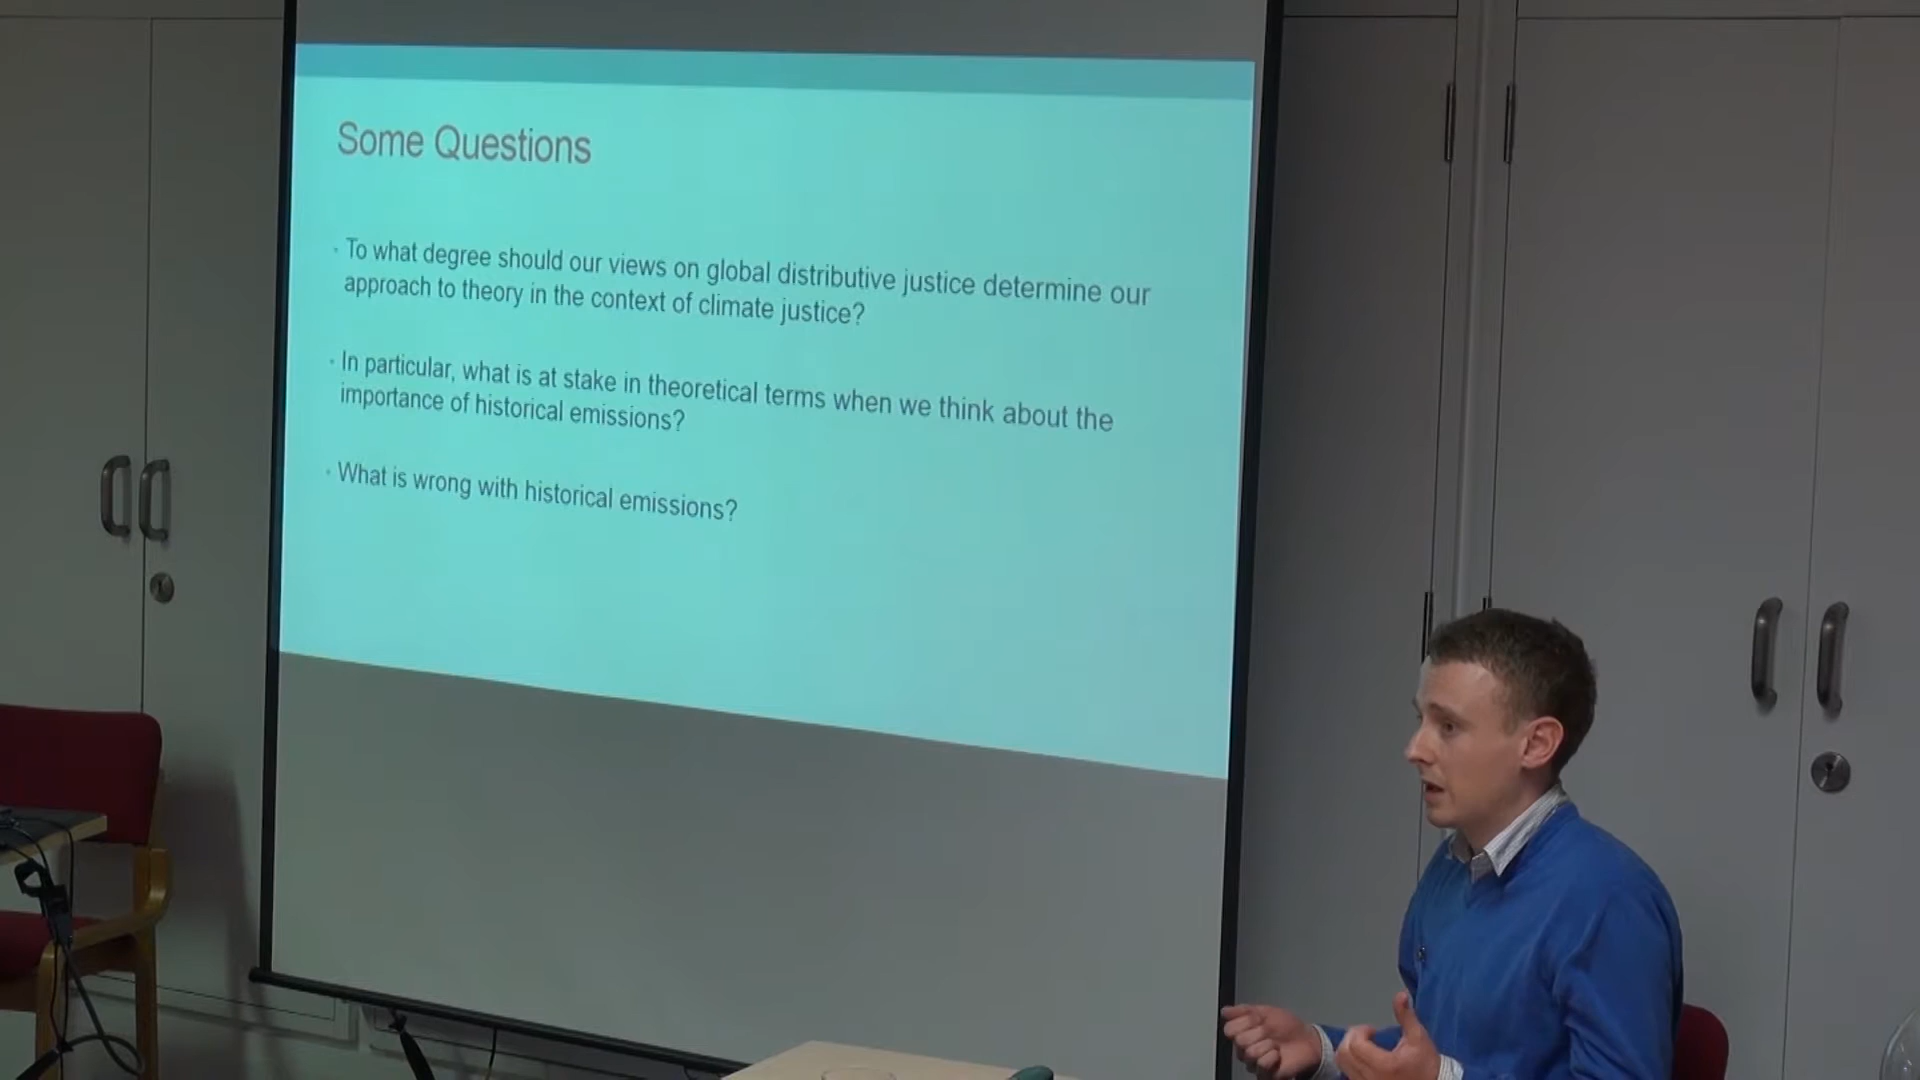 Some Questions
· To what degree should our views on global distributive justice determine our
approach to theory in the context of climate justice?
· In particular, what is at stake in theoretical terms when we think about the
importance of historical emissions?
· What is wrong with historical emissions?